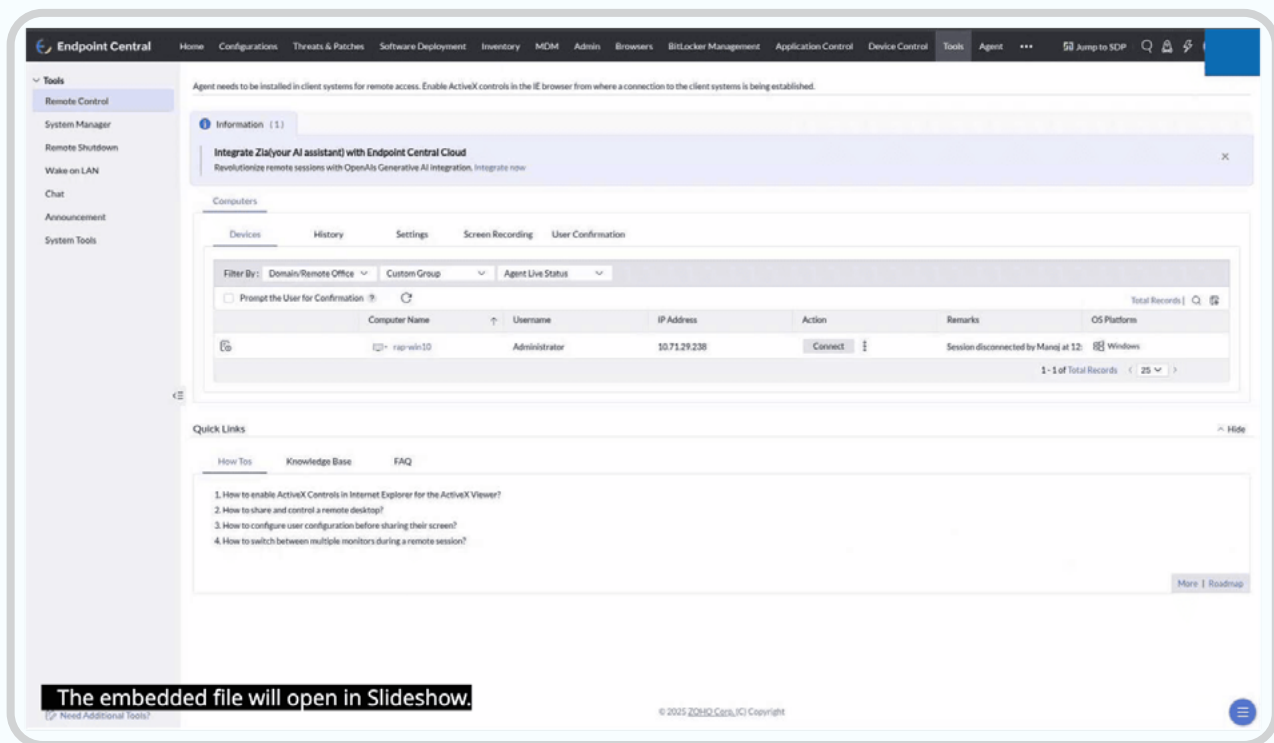 Endpoint Central Home Configurations Threats & Patches Software Deployment Inventory MDM Admin Browsers BitLocker Management Application Control Device Control Tools Agent ••• Jump to SDP
Tools
Remote Control
System Manager
Remote Shutdown
Wake on LAN
Chat
Announcement
System Tools
Agent needs to be installed in client systems for remote access. Enable ActiveX controls in the IE browser from where a connection to the client systems is being established.
Information (1)
Integrate Zia(your AI assistant) with Endpoint Central Cloud
Revolutionize remote sessions with OpenAIs Generative AI integration. Integrate now
Computers
Devices History Settings Screen Recording User Confirmation
Filter By: Domain/Remote Office Custom Group Agent Live Status
Prompt the User for Confirmation ?
Total Records |
Computer Name Username IP Address Action Remarks OS Platform
rap-win10 Administrator 10.71.29.238 Connect Session disconnected by Manoj at 12: Windows
1 - 1 of Total Records 25
Quick Links
Hide
How Tos Knowledge Base FAQ
1. How to enable ActiveX Controls in Internet Explorer for the ActiveX Viewer?
2. How to share and control a remote desktop?
3. How to configure user configuration before sharing their screen?
4. How to switch between multiple monitors during a remote session?
More | Roadmap
The embedded file will open in Slideshow.
Need Additional Tools?
© 2025 ZOHO Corp. (C) Copyright